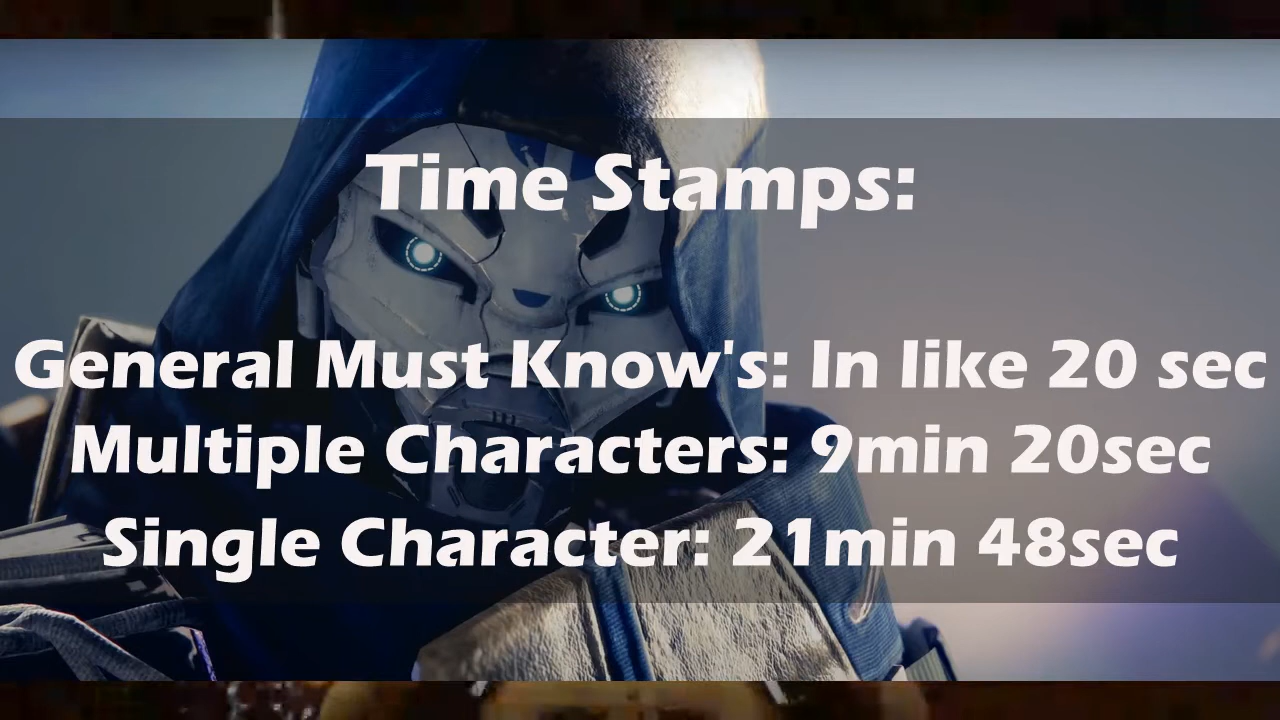 Time Stamps:
General Must Know's: In like 20 sec
Multiple Characters: 9min 20sec
Single Character: 21min 48sec